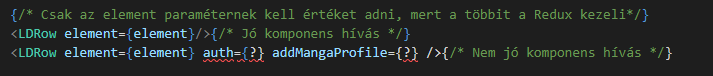 {/* Csak az element paraméternek kell értéket adni, mert a többit a Redux kezeli*/}
<LDRow element={element}/>{/* Jó komponens hívás */}
<LDRow element={element} auth={?} addMangaProfile={?} />{/* Nem jó komponens hívás */}